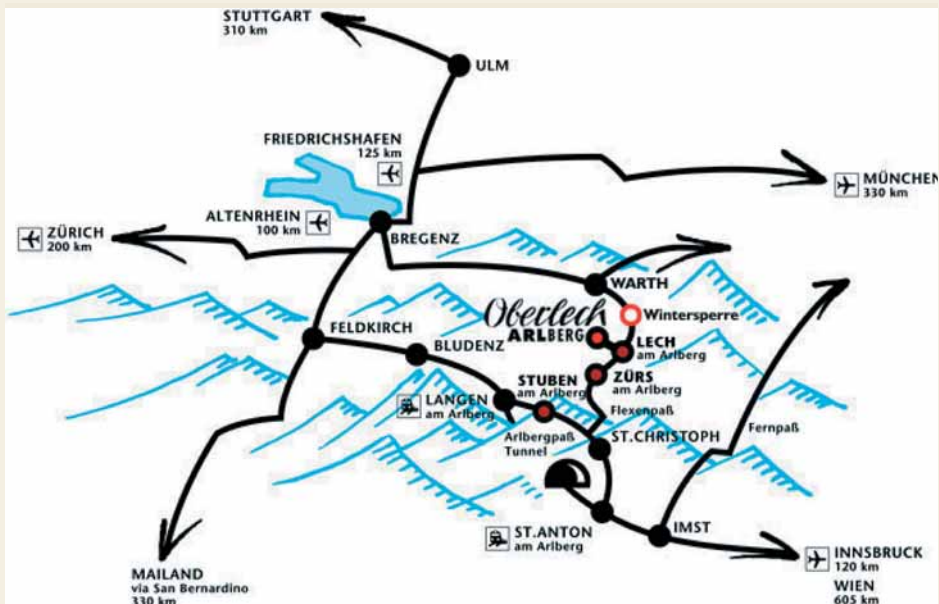 STUTTGART
310 km
ULM
FRIEDRICHSHAFEN
125 km
MÜNCHEN
330 km
ALTENRHEIN
100 km
ZÜRICH
200 km
BREGENZ
WARTH
Oberlech
ARLBERG
Wintersperre
FELDKIRCH
LECH
am Arlberg
BLUDENZ
STUBEN
am Arlberg
ZÜRS
am Arlberg
LANGEN
am Arlberg
Flexenpaß
Arlbergpaß
Tunnel
ST.CHRISTOPH
Fernpaß
ST.ANTON
am Arlberg
IMST
INNSBRUCK
120 km
WIEN
605 km
MAILAND
via San Bernardino
330 km